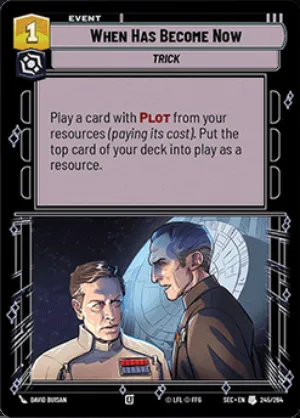 EVENT
1
WHEN HAS BECOME NOW
TRICK
Play a card with PLOT from your
resources (paying its cost). Put the
top card of your deck into play as a
resource.
DAVID BUISAN
© LFL © FFG
SEC • EN
245/264